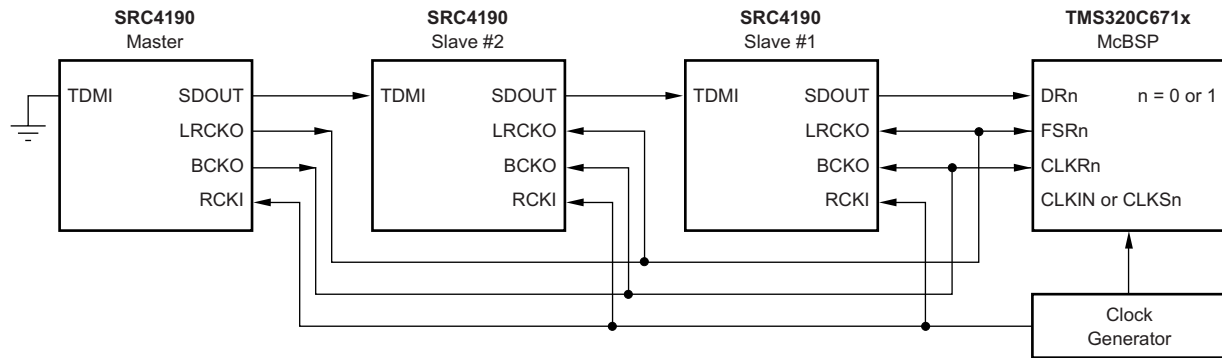 SRC4190
Master
TDMI
SDOUT
LRCKO
BCKO
RCKI
SRC4190
Slave #2
TDMI
SDOUT
LRCKO
BCKO
RCKI
SRC4190
Slave #1
TDMI
SDOUT
LRCKO
BCKO
RCKI
TMS320C671x
McBSP
DRn n = 0 or 1
FSRn
CLKRn
CLKIN or CLKSn
Clock
Generator